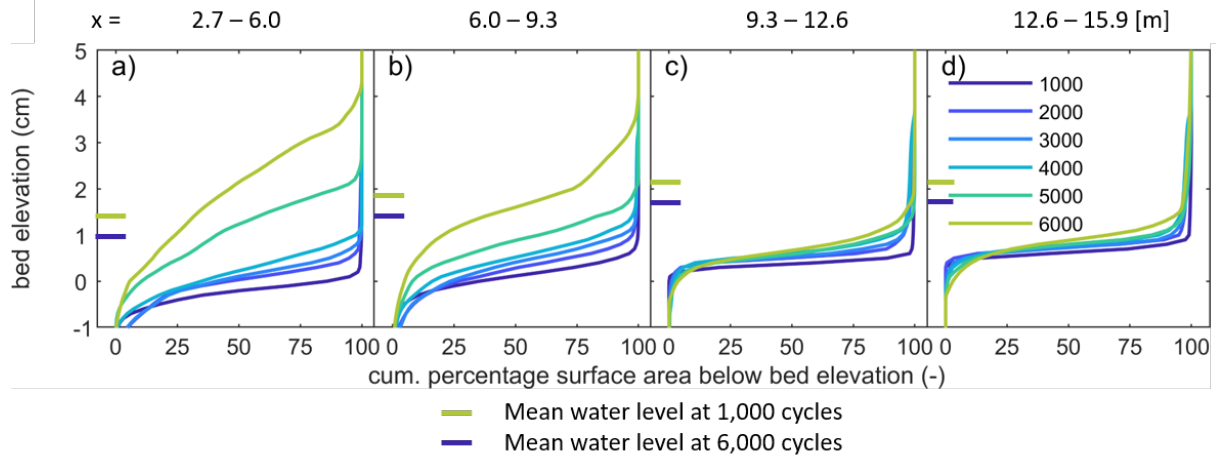 x = 2.7 – 6.0 6.0 – 9.3 9.3 – 12.6 12.6 – 15.9 [m]
a) b) c) d)
bed elevation (cm)
5
4
3
2
1
0
-1
1000
2000
3000
4000
5000
6000
0 25 50 75 100 0 25 50 75 100 0 25 50 75 100 0 25 50 75 100
cum. percentage surface area below bed elevation (-)
Mean water level at 1,000 cycles
Mean water level at 6,000 cycles